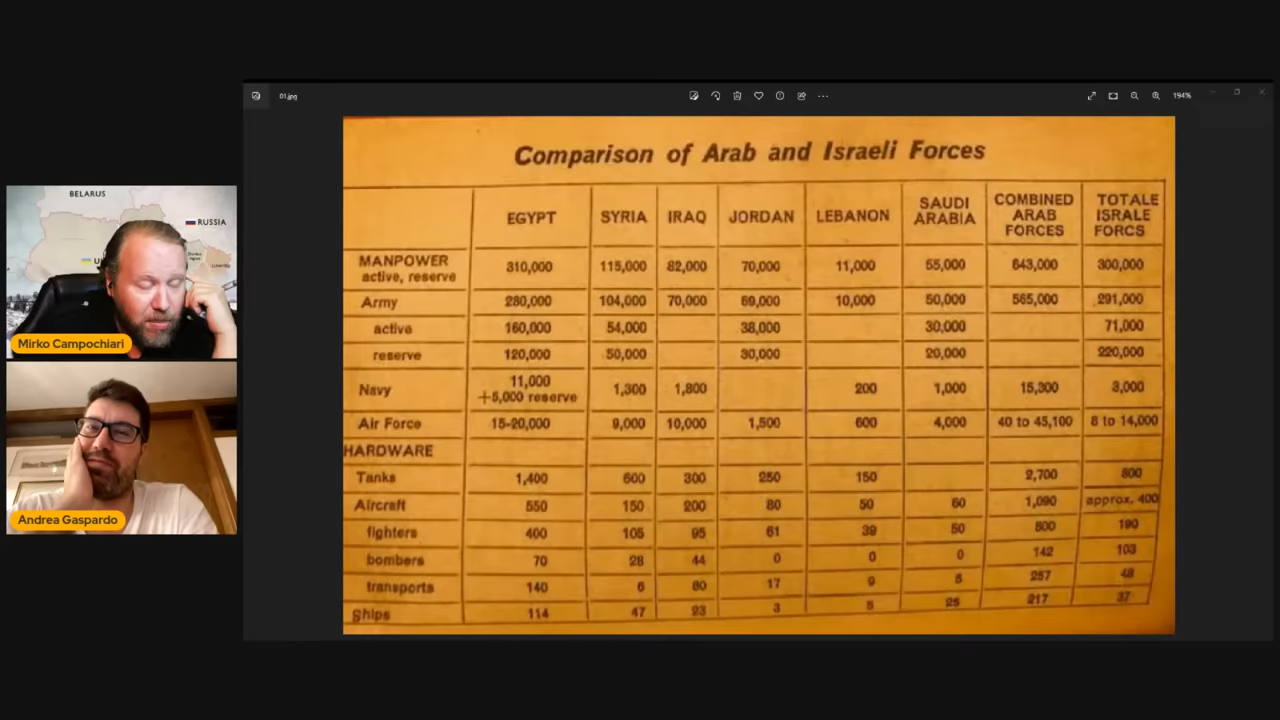 01.jpg
194%
BELARUS
RUSSIA
Mirko Campochiari
Andrea Gaspardo
Comparison of Arab and Israeli Forces
EGYPT SYRIA IRAQ JORDAN LEBANON SAUDI ARABIA COMBINED ARAB FORCES TOTALE ISRALE FORCS
MANPOWER active, reserve 310,000 115,000 82,000 70,000 11,000 55,000 643,000 300,000
Army 280,000 104,000 70,000 69,000 10,000 50,000 565,000 291,000
active 160,000 54,000 38,000 30,000 71,000
reserve 120,000 50,000 30,000 20,000 220,000
Navy 11,000 +5,000 reserve 1,300 1,800 200 1,000 15,300 3,000
Air Force 15-20,000 9,000 10,000 1,500 600 4,000 40 to 45,100 8 to 14,000
HARDWARE
Tanks 1,400 600 300 250 150 2,700 800
Aircraft 550 150 200 80 50 60 1,090 approx. 400
fighters 400 105 95 61 39 50 800 190
bombers 70 28 44 0 0 0 142 103
transports 140 6 80 17 9 257 48
Ships 114 47 23 3 5 25 217 37